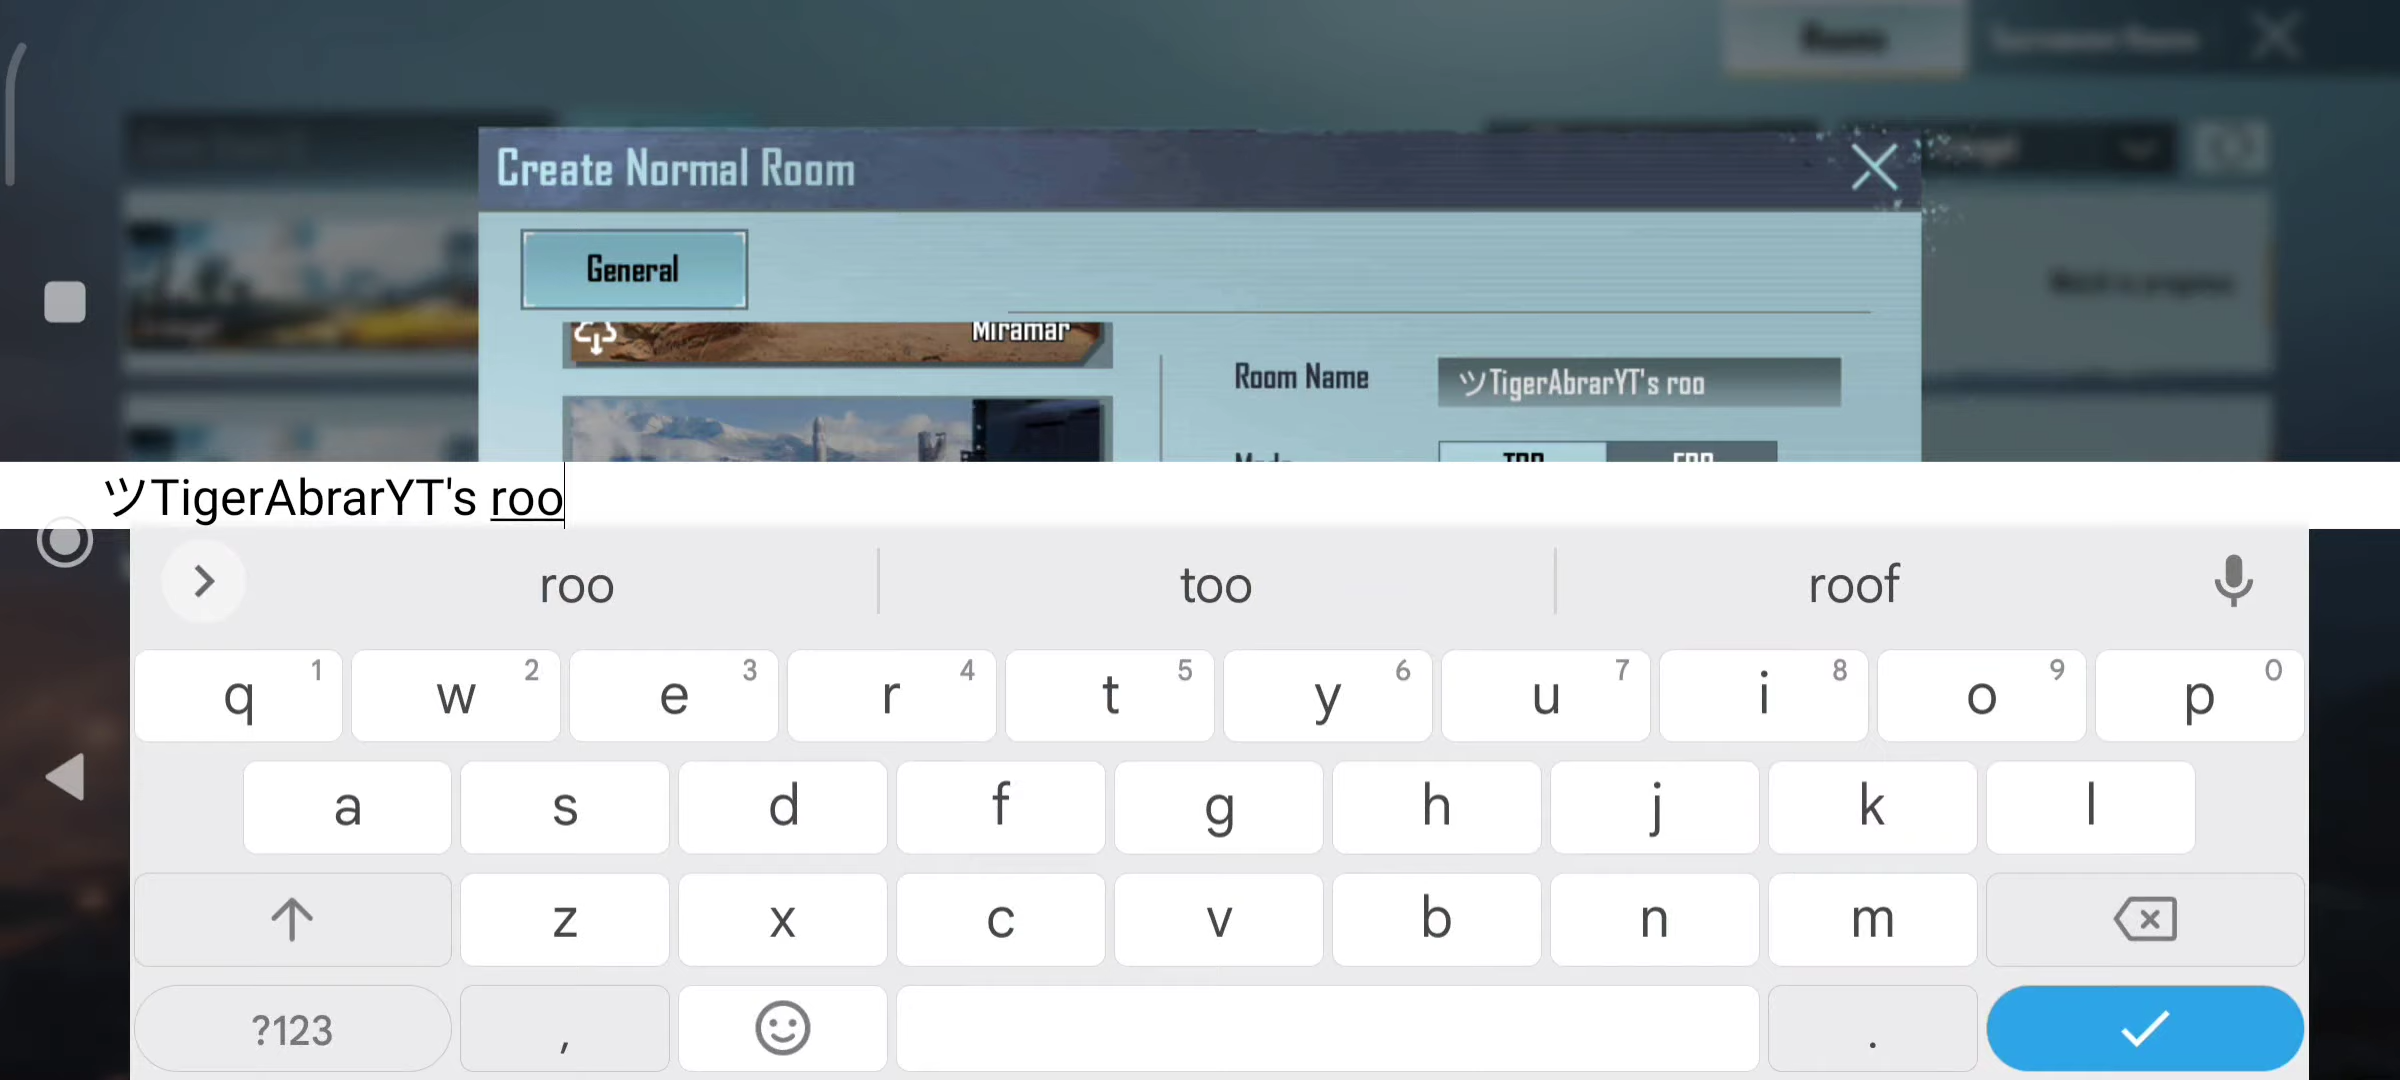 Create Normal Room
General
Miramar
Room Name
ツTigerAbrarYT's roo
ツTigerAbrarYT's roo
roo too roof
q 1 w 2 e 3 r 4 t 5 y 6 u 7 i 8 o 9 p 0
a s d f g h j k l
z x c v b n m
?123 , .